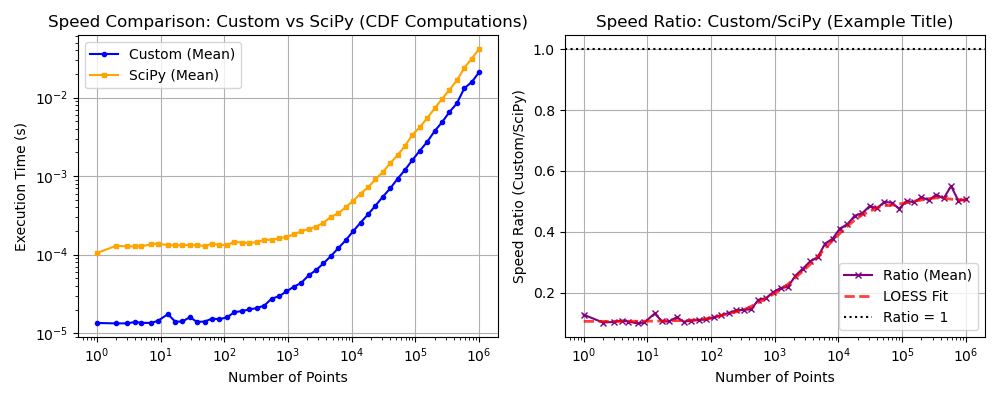 Speed Comparison: Custom vs SciPy (CDF Computations)
Custom (Mean)
SciPy (Mean)
Execution Time (s)
10⁻²
10⁻³
10⁻⁴
10⁻⁵
10⁰ 10¹ 10² 10³ 10⁴ 10⁵ 10⁶
Number of Points
Speed Ratio: Custom/SciPy (Example Title)
Speed Ratio (Custom/SciPy)
1.0
0.8
0.6
0.4
0.2
Ratio (Mean)
LOESS Fit
Ratio = 1
10⁰ 10¹ 10² 10³ 10⁴ 10⁵ 10⁶
Number of Points